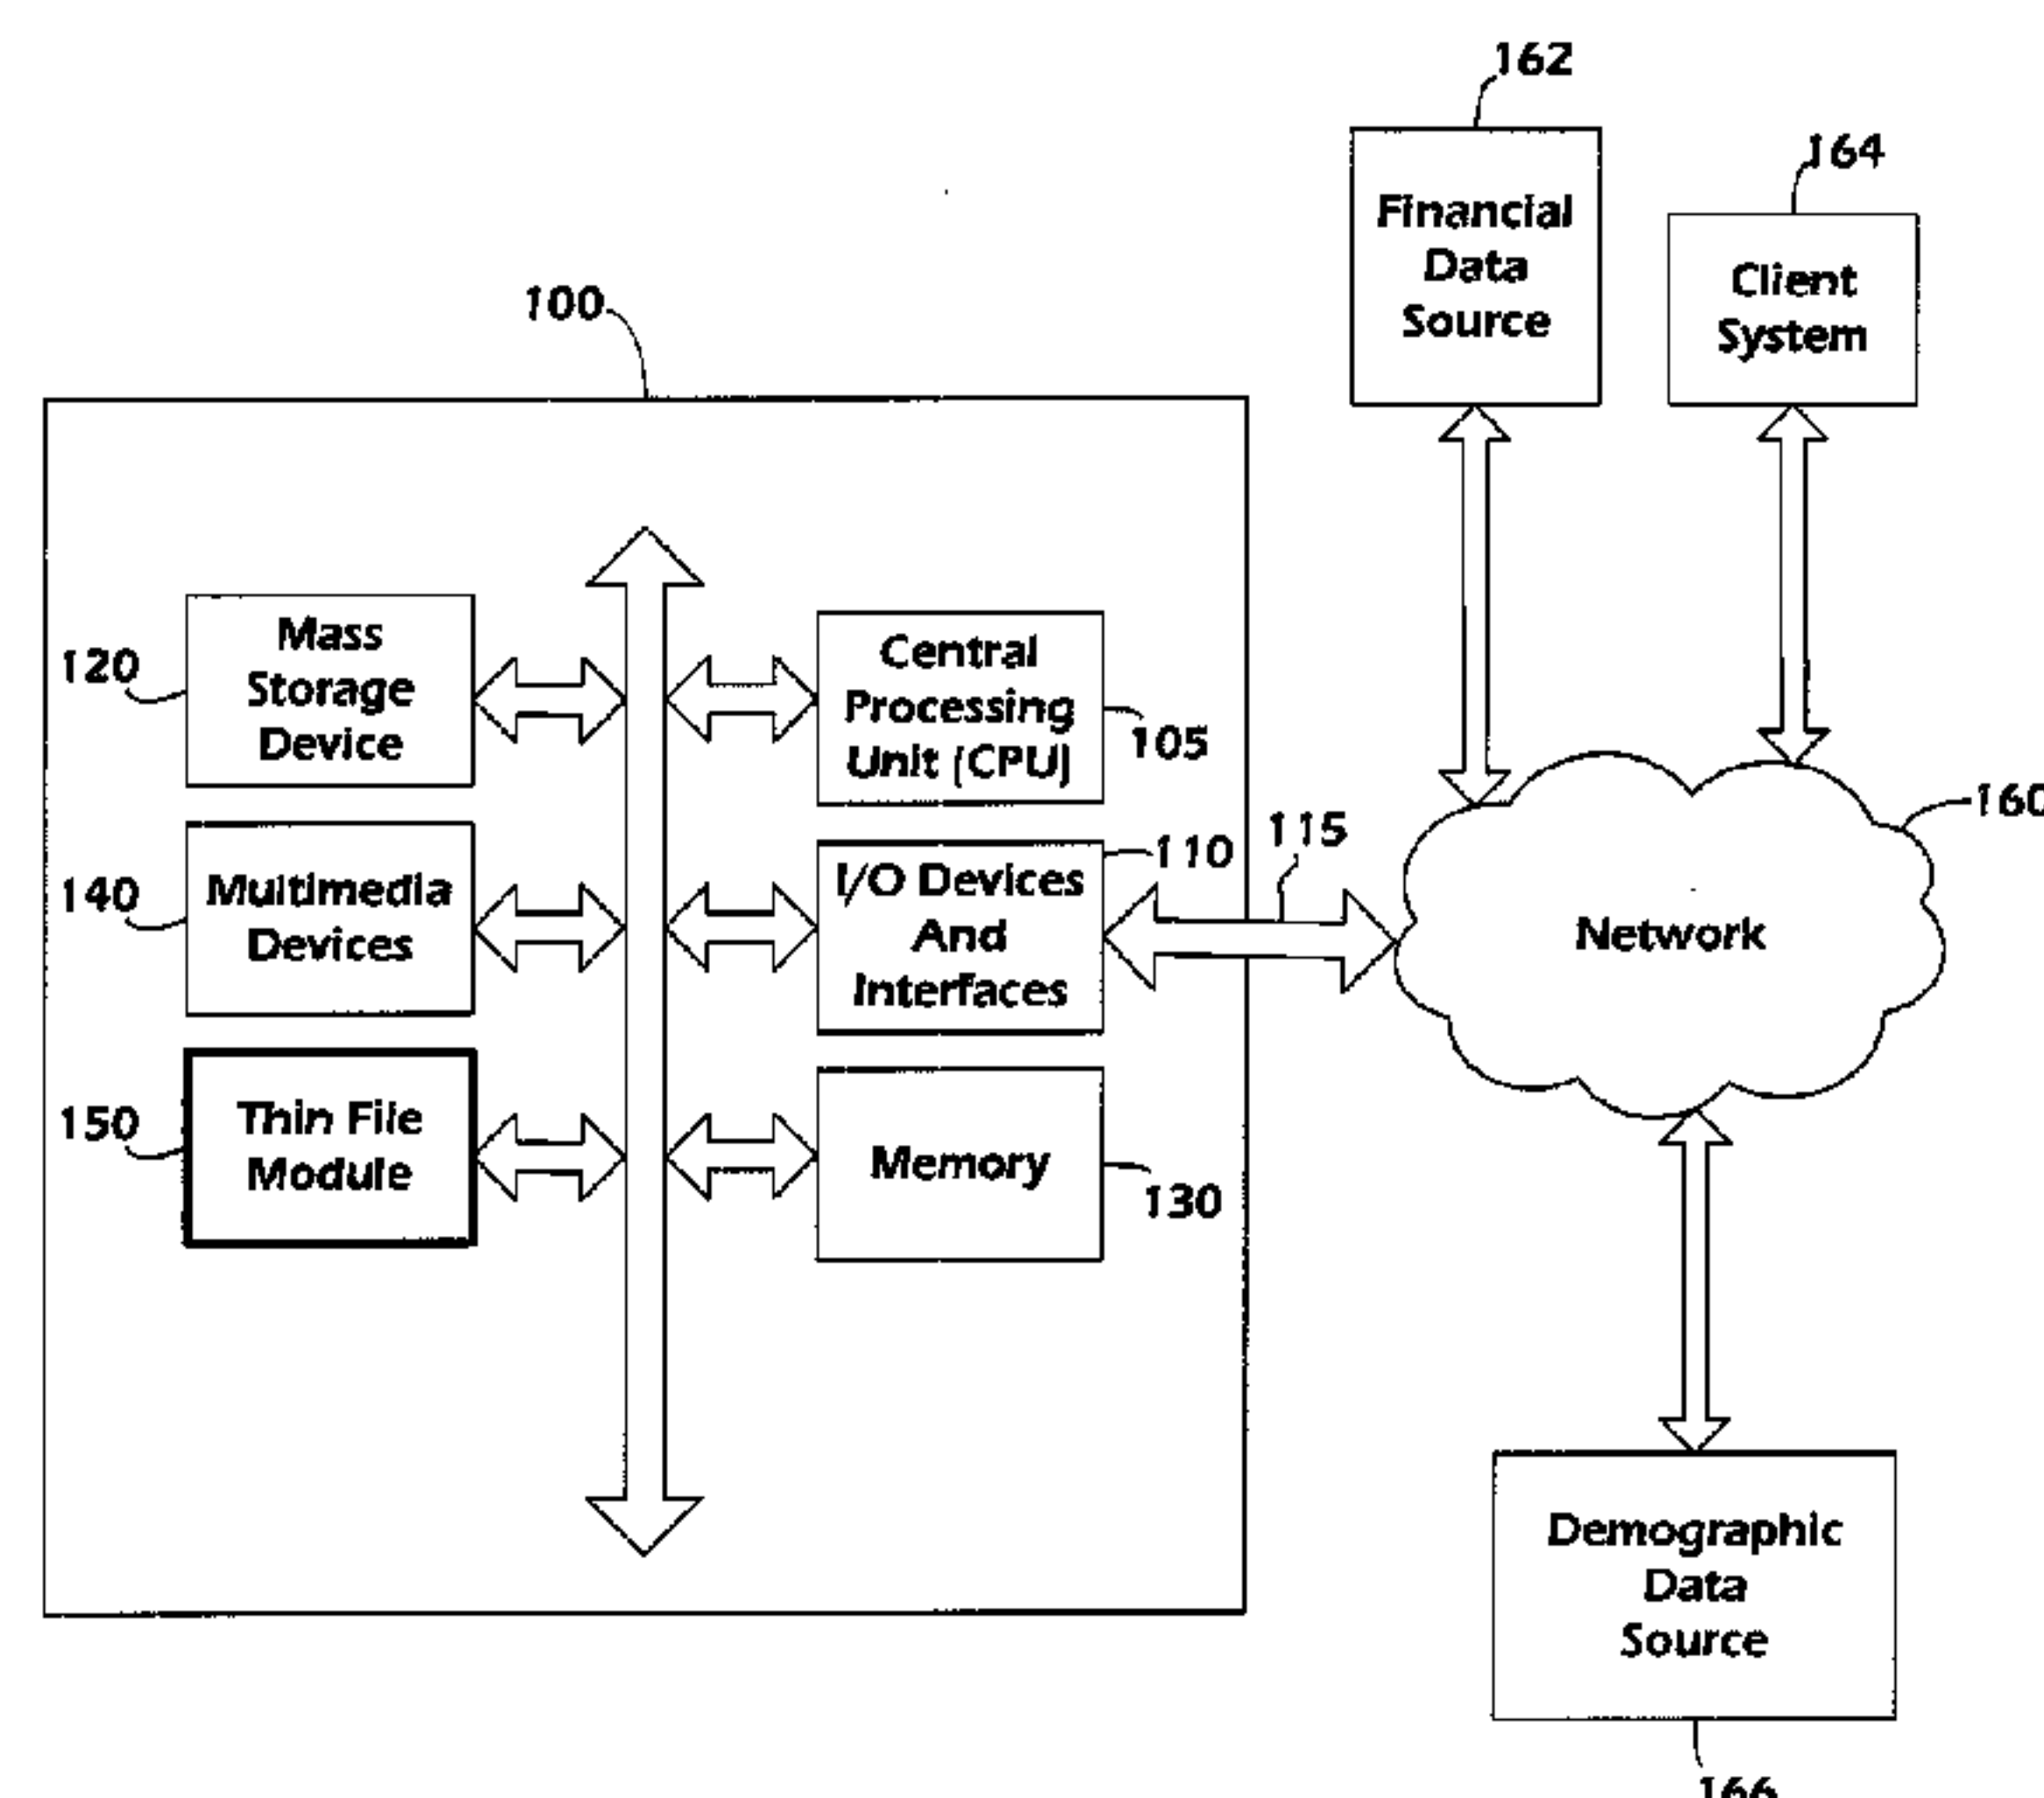 162
164
Financial
Data
Source
Client
System
100
Mass
Storage
Device
120
Central
Processing
Unit (CPU)
105
160
115
110
140
Multimedia
Devices
I/O Devices
And
Interfaces
Network
150
Thin File
Module
Memory
130
Demographic
Data
Source
166